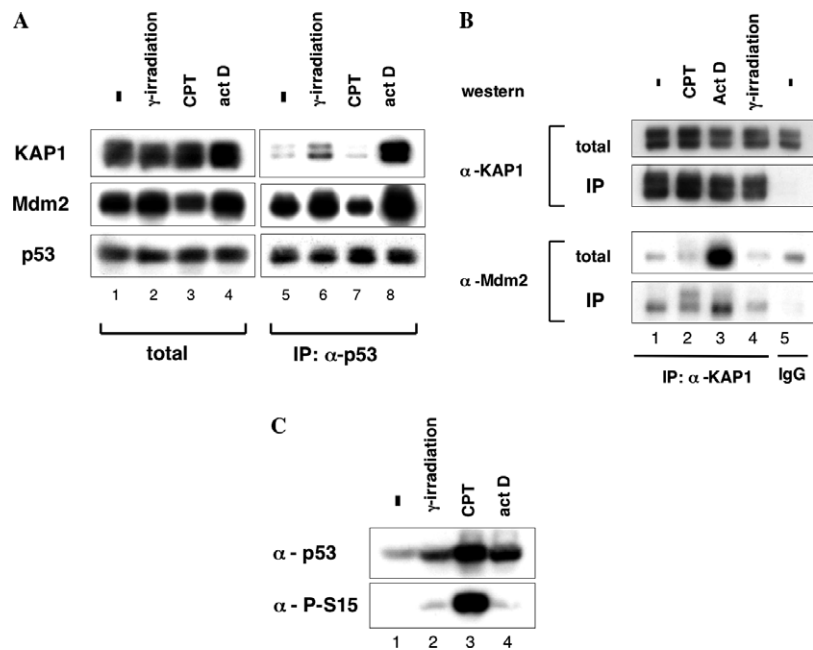 A
- γ-irradiation CPT act D - γ-irradiation CPT act D
KAP1
Mdm2
p53
1 2 3 4 5 6 7 8
total IP: α-p53
B
western - CPT Act D γ-irradiation -
α-KAP1 total
IP
α-Mdm2 total
IP
1 2 3 4 5
IP: α-KAP1 IgG
C
- γ-irradiation CPT act D
α - p53
α - P-S15
1 2 3 4